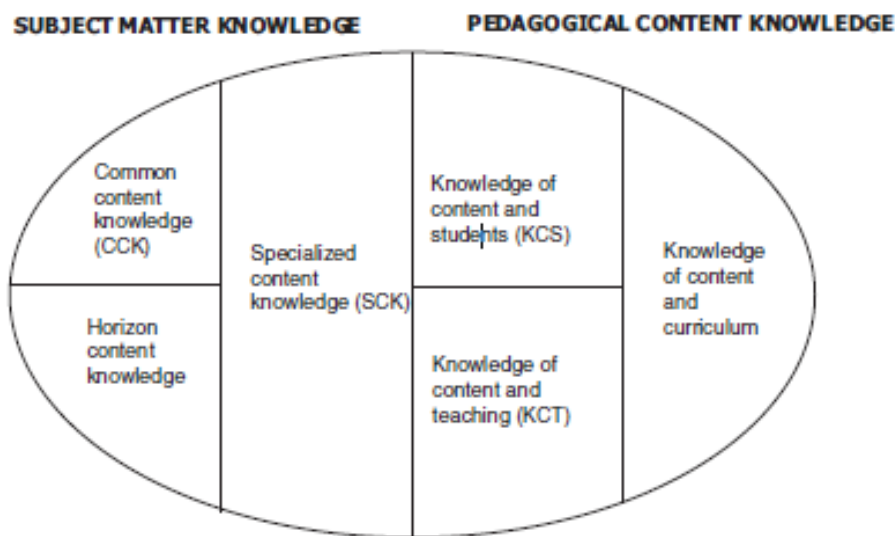 SUBJECT MATTER KNOWLEDGE
PEDAGOGICAL CONTENT KNOWLEDGE
Common
content
knowledge
(CCK)
Horizon
content
knowledge
Specialized
content
knowledge (SCK)
Knowledge of
content and
students (KCS)
Knowledge of
content and
teaching (KCT)
Knowledge
of content
and
curriculum